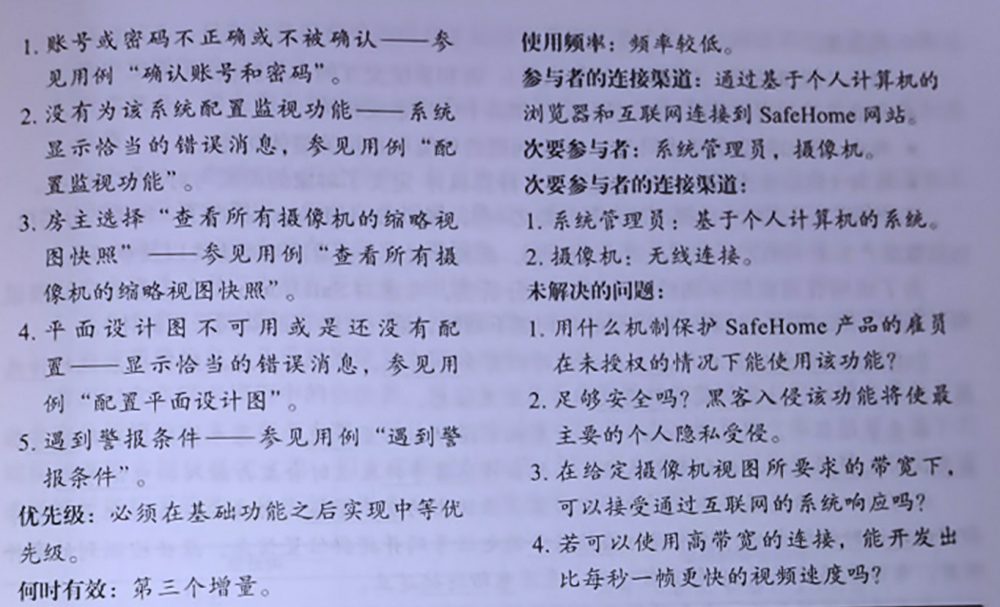 1. 账号或密码不正确或不被确认——参
见用例“确认账号和密码”。
2. 没有为该系统配置监视功能——系统
显示恰当的错误消息，参见用例“配
置监视功能”。
3. 房主选择“查看所有摄像机的缩略视
图快照”——参见用例“查看所有摄
像机的缩略视图快照”。
4. 平面设计图不可用或是还没有配
置——显示恰当的错误消息，参见用
例“配置平面设计图”。
5. 遇到警报条件——参见用例“遇到警
报条件”。
优先级：必须在基础功能之后实现中等优
先级。
何时有效：第三个增量。
使用频率：频率较低。
参与者的连接渠道：通过基于个人计算机的
浏览器和互联网连接到 SafeHome 网站。
次要参与者：系统管理员，摄像机。
次要参与者的连接渠道：
1. 系统管理员：基于个人计算机的系统。
2. 摄像机：无线连接。
未解决的问题：
1. 用什么机制保护 SafeHome 产品的雇员
在未授权的情况下能使用该功能？
2. 足够安全吗？黑客入侵该功能将使最
主要的个人隐私受侵。
3. 在给定摄像机视图所要求的带宽下，
可以接受通过互联网的系统响应吗？
4. 若可以使用高带宽的连接，能开发出
比每秒一帧更快的视频速度吗？